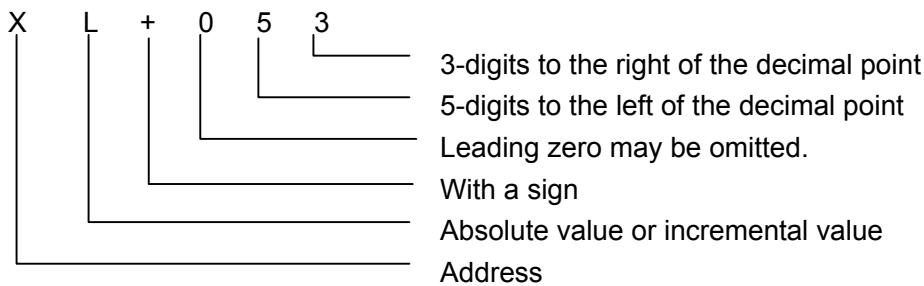 X L + 0 5 3
3-digits to the right of the decimal point
5-digits to the left of the decimal point
Leading zero may be omitted.
With a sign
Absolute value or incremental value
Address